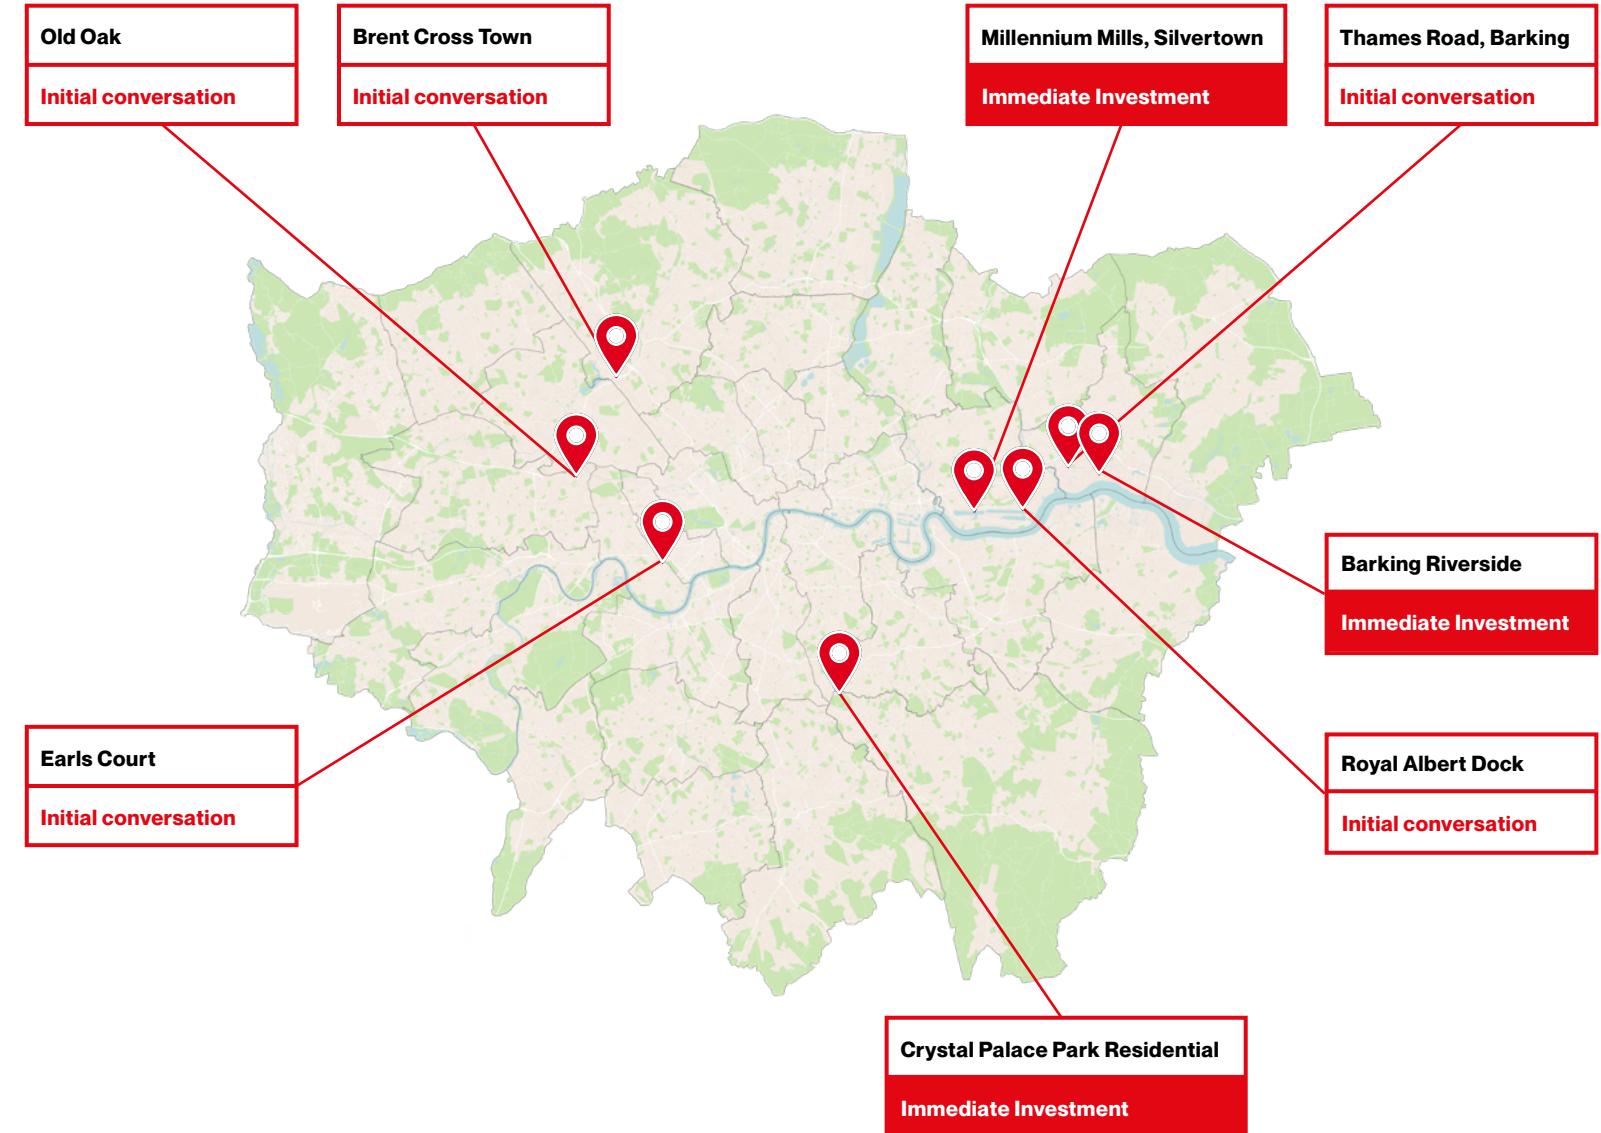 Old Oak
Initial conversation
Brent Cross Town
Initial conversation
Millennium Mills, Silvertown
Immediate Investment
Thames Road, Barking
Initial conversation
Barking Riverside
Immediate Investment
Earls Court
Initial conversation
Royal Albert Dock
Initial conversation
Crystal Palace Park Residential
Immediate Investment